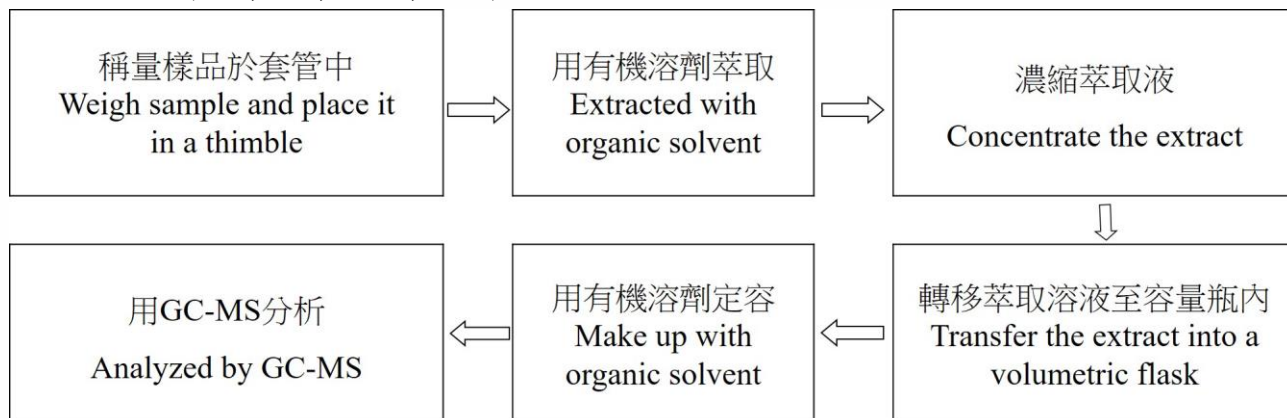 稱量樣品於套管中
Weigh sample and place it
in a thimble
用有機溶劑萃取
Extracted with
organic solvent
濃縮萃取液
Concentrate the extract
轉移萃取溶液至容量瓶內
Transfer the extract into a
volumetric flask
用有機溶劑定容
Make up with
organic solvent
用GC-MS分析
Analyzed by GC-MS